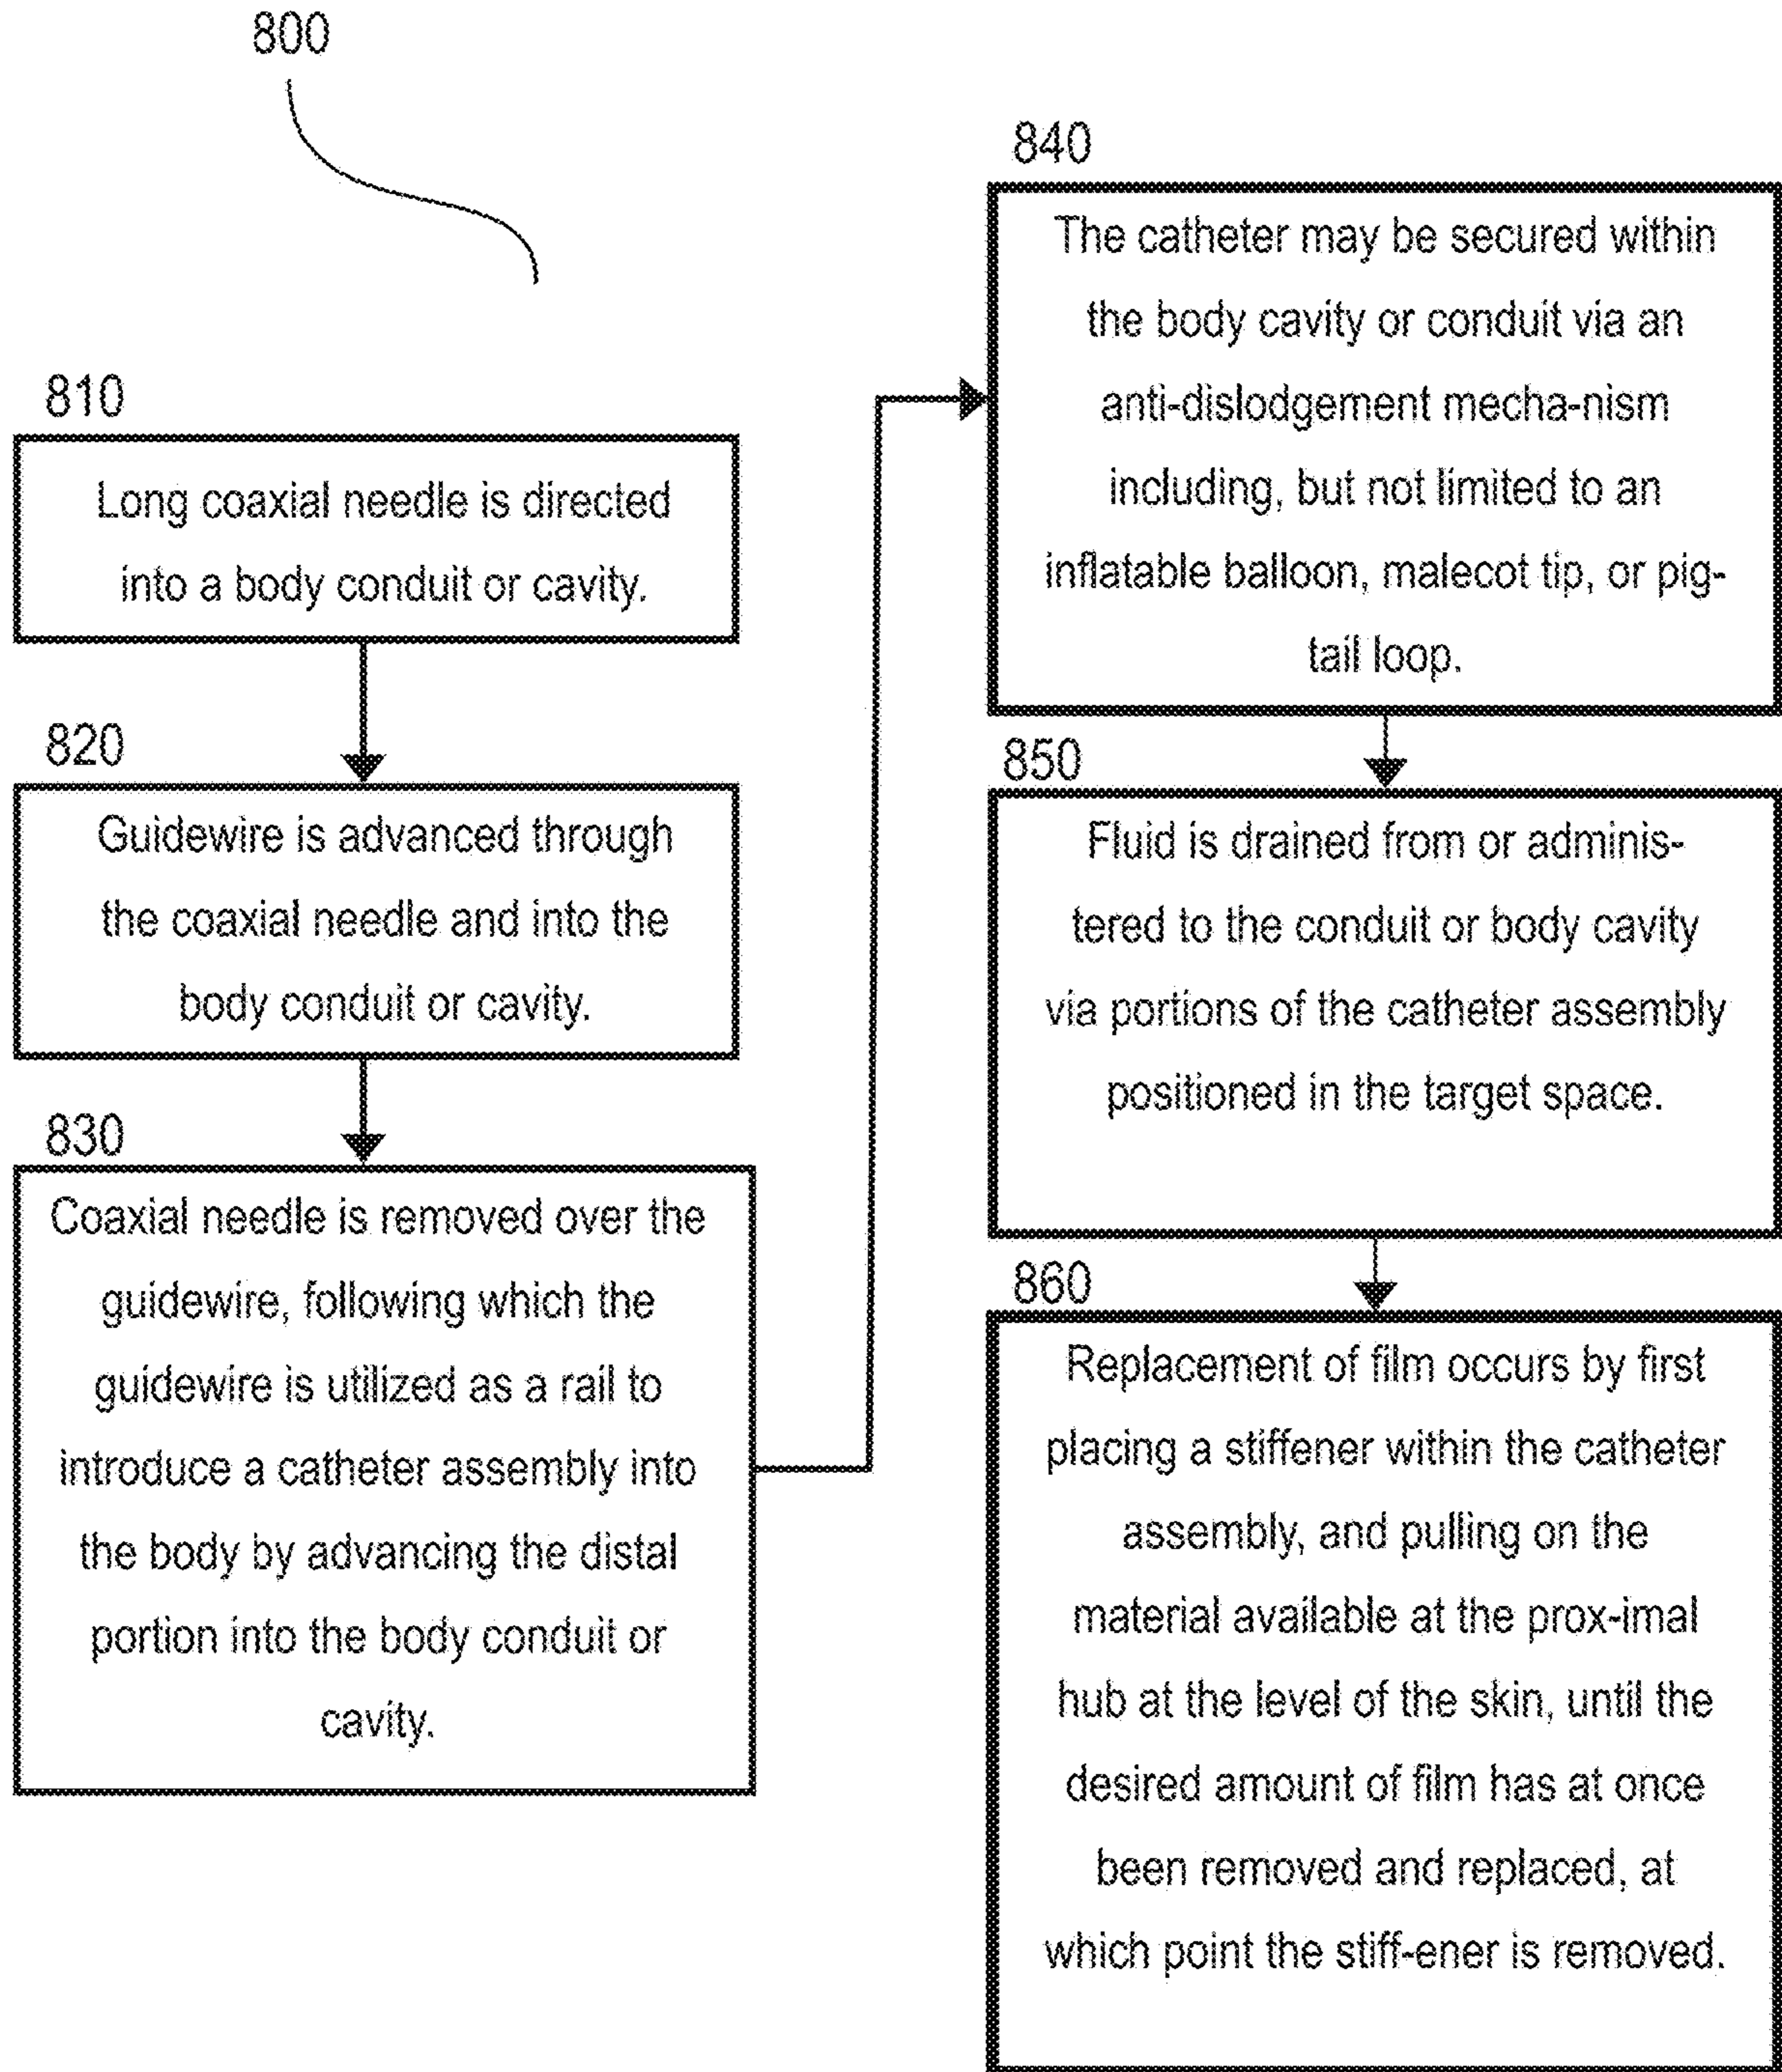 800
810
Long coaxial needle is directed
into a body conduit or cavity.
820
Guidewire is advanced through
the coaxial needle and into the
body conduit or cavity.
830
Coaxial needle is removed over the
guidewire, following which the
guidewire is utilized as a rail to
introduce a catheter assembly into
the body by advancing the distal
portion into the body conduit or
cavity.
840
The catheter may be secured within
the body cavity or conduit via an
anti-dislodgement mecha-nism
including, but not limited to an
inflatable balloon, malecot tip, or pig-
tail loop.
850
Fluid is drained from or adminis-
tered to the conduit or body cavity
via portions of the catheter assembly
positioned in the target space.
860
Replacement of film occurs by first
placing a stiffener within the catheter
assembly, and pulling on the
material available at the prox-imal
hub at the level of the skin, until the
desired amount of film has at once
been removed and replaced, at
which point the stiff-ener is removed.